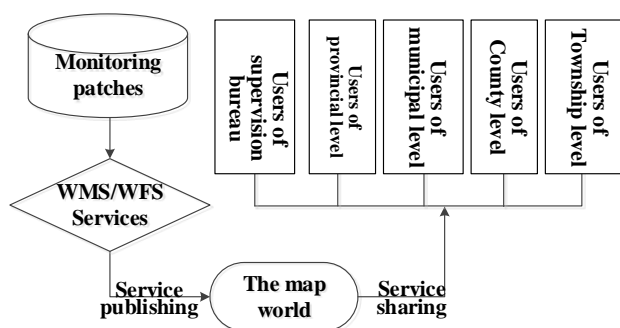 Monitoring
patches
WMS/WFS
Services
Service
publishing
The map
world
Service
sharing
Users of
supervision
bureau
Users of
provincial level
Users of
municipal level
Users of
County level
Users of
Township level